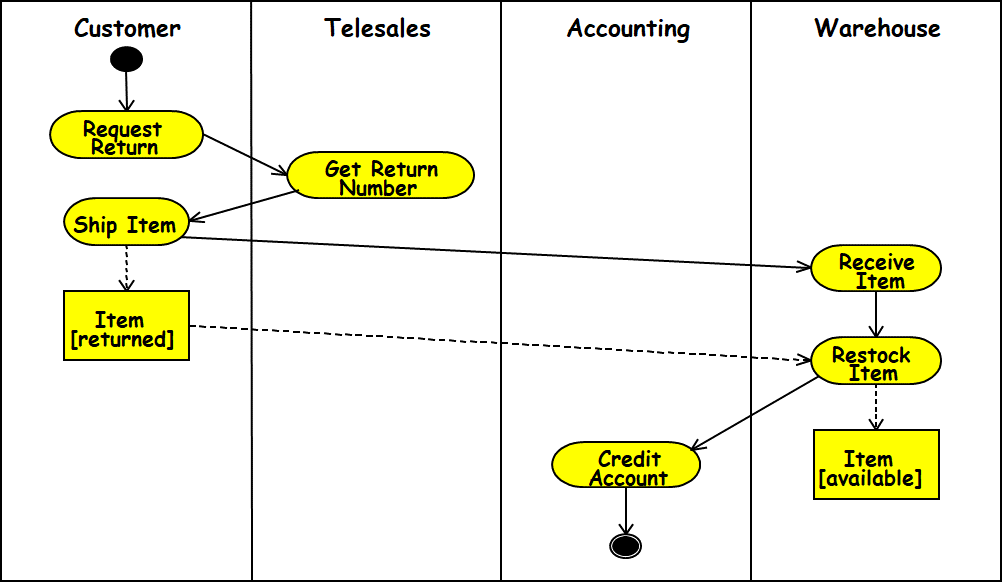 Customer
Telesales
Accounting
Warehouse
Request
Return
Get Return
Number
Ship Item
Receive
Item
Item
[returned]
Restock
Item
Credit
Account
Item
[available]